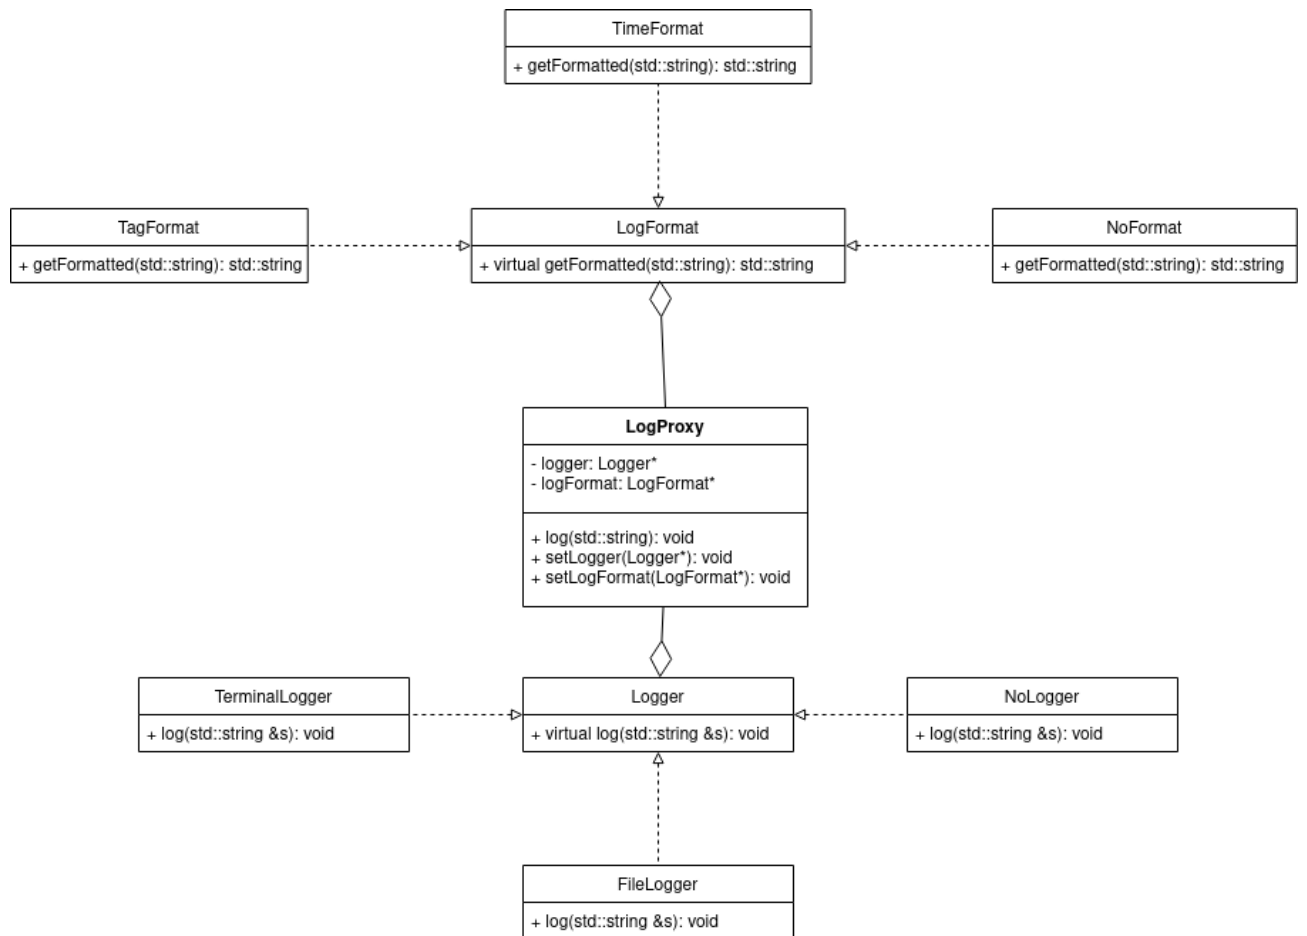 TimeFormat
+ getFormatted(std::string): std::string
TagFormat
+ getFormatted(std::string): std::string
LogFormat
+ virtual getFormatted(std::string): std::string
NoFormat
+ getFormatted(std::string): std::string
LogProxy
- logger: Logger*
- logFormat: LogFormat*
+ log(std::string): void
+ setLogger(Logger*): void
+ setLogFormat(LogFormat*): void
TerminalLogger
+ log(std::string &s): void
Logger
+ virtual log(std::string &s): void
NoLogger
+ log(std::string &s): void
FileLogger
+ log(std::string &s): void